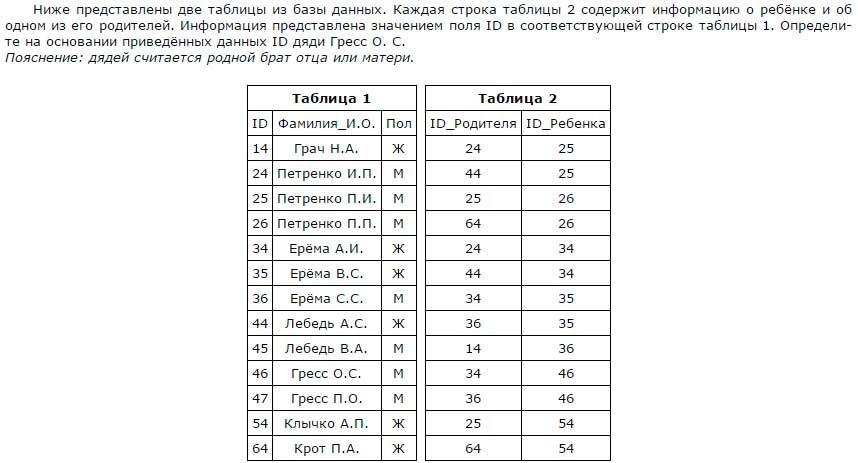 Ниже представлены две таблицы из базы данных. Каждая строка таблицы 2 содержит информацию о ребёнке и об
одном из его родителей. Информация представлена значением поля ID в соответствующей строке таблицы 1. Определи-
те на основании приведённых данных ID дяди Гресс О. С.
Пояснение: дядей считается родной брат отца или матери.
Таблица 1
ID Фамилия_И.О. Пол
14 Грач Н.А. Ж
24 Петренко И.П. М
25 Петренко П.И. М
26 Петренко П.П. М
34 Ерёма А.И. Ж
35 Ерёма В.С. Ж
36 Ерёма С.С. М
44 Лебедь А.С. Ж
45 Лебедь В.А. М
46 Гресс О.С. М
47 Гресс П.О. М
54 Клычко А.П. Ж
64 Крот П.А. Ж
Таблица 2
ID_Родителя ID_Ребенка
24 25
44 25
25 26
64 26
24 34
44 34
34 35
36 35
14 36
34 46
36 46
25 54
64 54